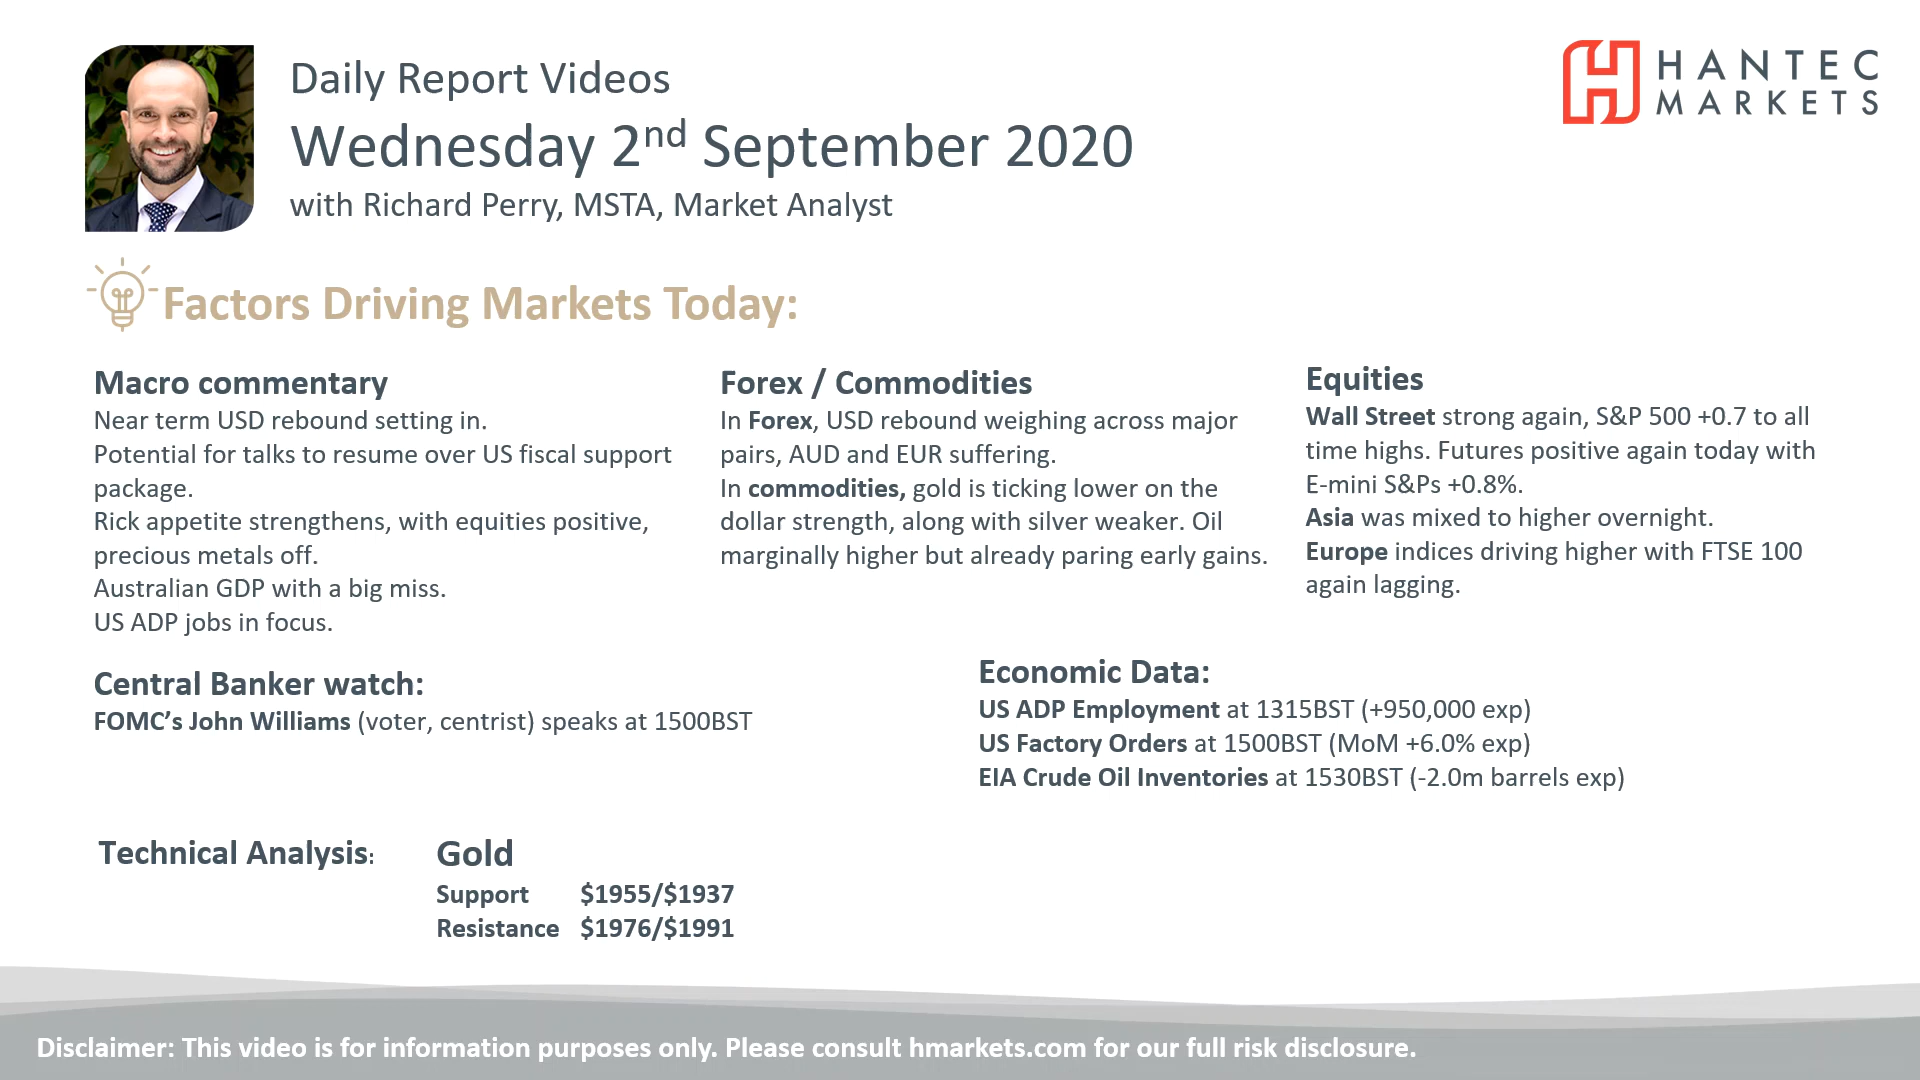 Daily Report Videos
Wednesday 2nd September 2020
with Richard Perry, MSTA, Market Analyst
HANTEC
MARKETS
Factors Driving Markets Today:
Macro commentary
Near term USD rebound setting in.
Potential for talks to resume over US fiscal support
package.
Rick appetite strengthens, with equities positive,
precious metals off.
Australian GDP with a big miss.
US ADP jobs in focus.
Forex / Commodities
In Forex, USD rebound weighing across major
pairs, AUD and EUR suffering.
In commodities, gold is ticking lower on the
dollar strength, along with silver weaker. Oil
marginally higher but already paring early gains.
Equities
Wall Street strong again, S&P 500 +0.7 to all
time highs. Futures positive again today with
E-mini S&Ps +0.8%.
Asia was mixed to higher overnight.
Europe indices driving higher with FTSE 100
again lagging.
Central Banker watch:
FOMC’s John Williams (voter, centrist) speaks at 1500BST
Economic Data:
US ADP Employment at 1315BST (+950,000 exp)
US Factory Orders at 1500BST (MoM +6.0% exp)
EIA Crude Oil Inventories at 1530BST (-2.0m barrels exp)
Technical Analysis:
Gold
Support $1955/$1937
Resistance $1976/$1991
Disclaimer: This video is for information purposes only. Please consult hmarkets.com for our full risk disclosure.